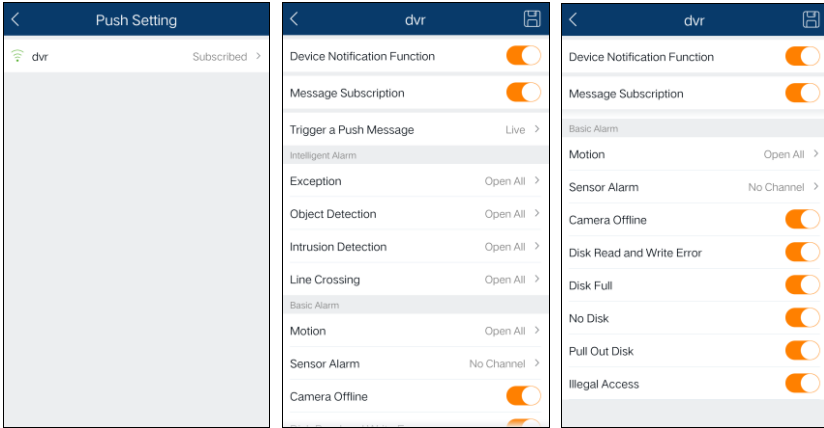 Push Setting
dvr Subscribed
dvr
Device Notification Function
Message Subscription
Trigger a Push Message Live
Intelligent Alarm
Exception Open All
Object Detection Open All
Intrusion Detection Open All
Line Crossing Open All
Basic Alarm
Motion Open All
Sensor Alarm No Channel
Camera Offline
dvr
Device Notification Function
Message Subscription
Basic Alarm
Motion Open All
Sensor Alarm No Channel
Camera Offline
Disk Read and Write Error
Disk Full
No Disk
Pull Out Disk
Illegal Access